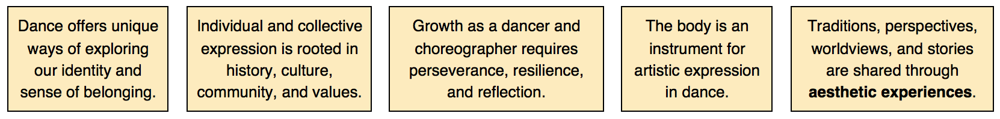 Dance offers unique
ways of exploring
our identity and
sense of belonging.
Individual and collective
expression is rooted in
history, culture,
community, and values.
Growth as a dancer and
choreographer requires
perseverance, resilience,
and reflection.
The body is an
instrument for
artistic expression
in dance.
Traditions, perspectives,
worldviews, and stories
are shared through
aesthetic experiences.